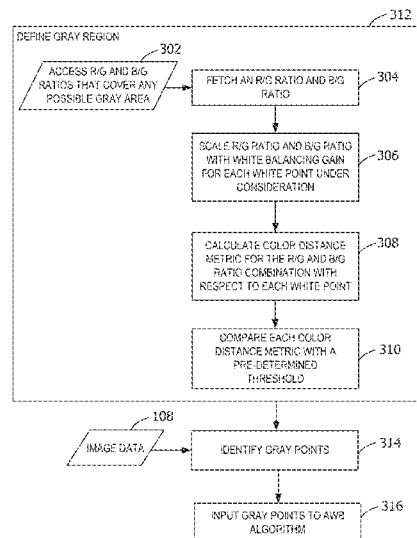 312
DEFINE GRAY REGION
302
ACCESS R/G AND B/G
RATIOS THAT COVER ANY
POSSIBLE GRAY AREA
FETCH AN R/G RATIO AND B/G
RATIO
304
SCALE R/G RATIO AND B/G RATIO
WITH WHITE BALANCING GAIN
FOR EACH WHITE POINT UNDER
CONSIDERATION
306
CALCULATE COLOR DISTANCE
METRIC FOR THE R/G AND B/G
RATIO COMBINATION WITH
RESPECT TO EACH WHITE POINT
308
COMPARE EACH COLOR
DISTANCE METRIC WITH A
PRE-DETERMINED
THRESHOLD
310
108
IMAGE DATA
IDENTIFY GRAY POINTS
314
INPUT GRAY POINTS TO AWB
ALGORITHM
316